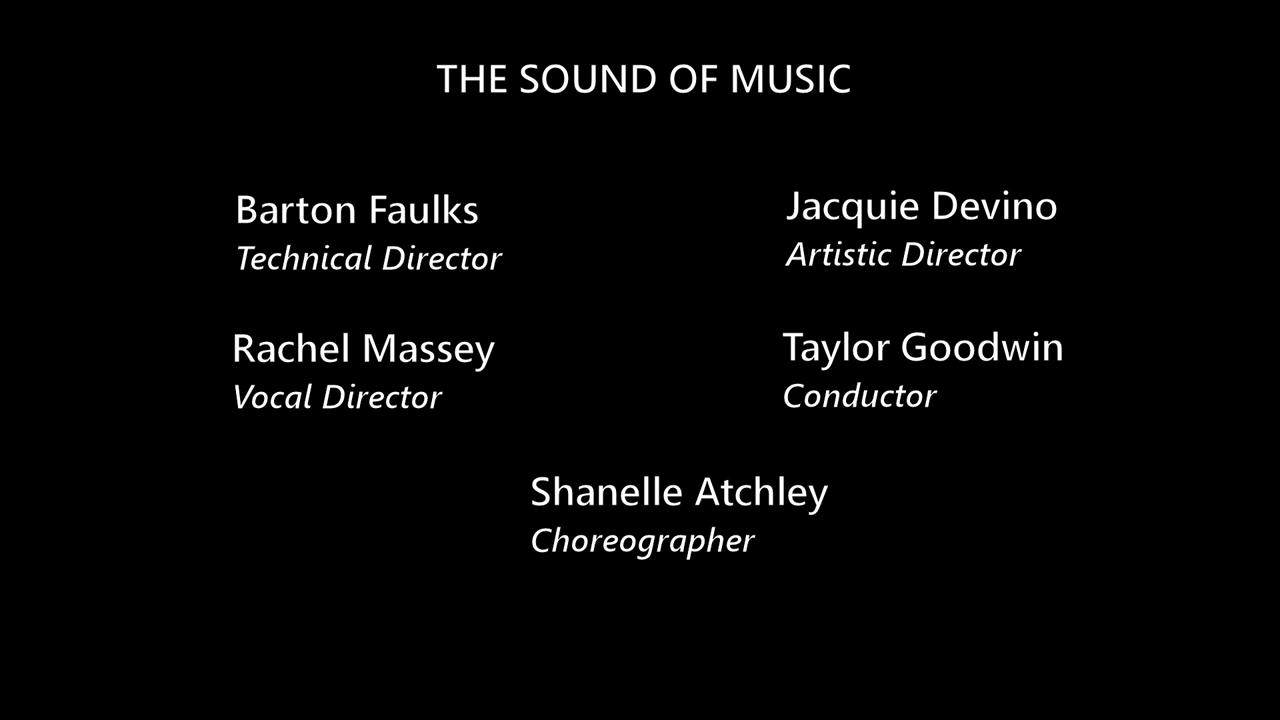 THE SOUND OF MUSIC
Barton Faulks
Technical Director
Jacquie Devino
Artistic Director
Rachel Massey
Vocal Director
Taylor Goodwin
Conductor
Shanelle Atchley
Choreographer